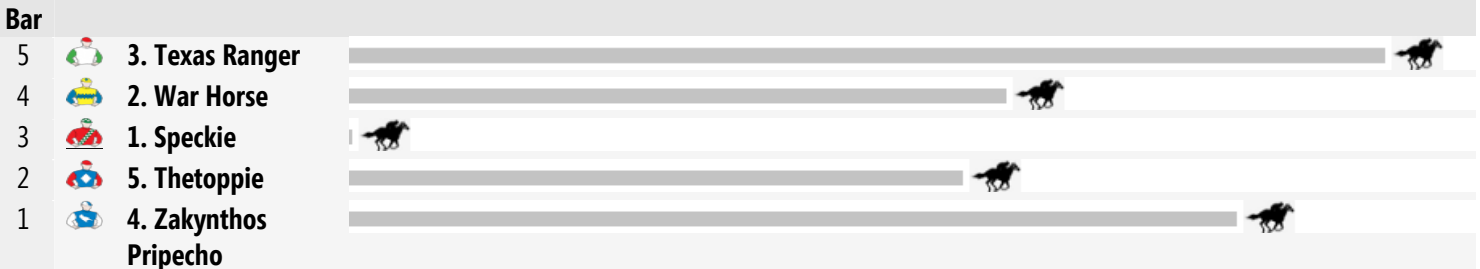 Bar
5 3. Texas Ranger
4 2. War Horse
3 1. Speckie
2 5. Thetoppie
1 4. Zakynthos
Pripecho